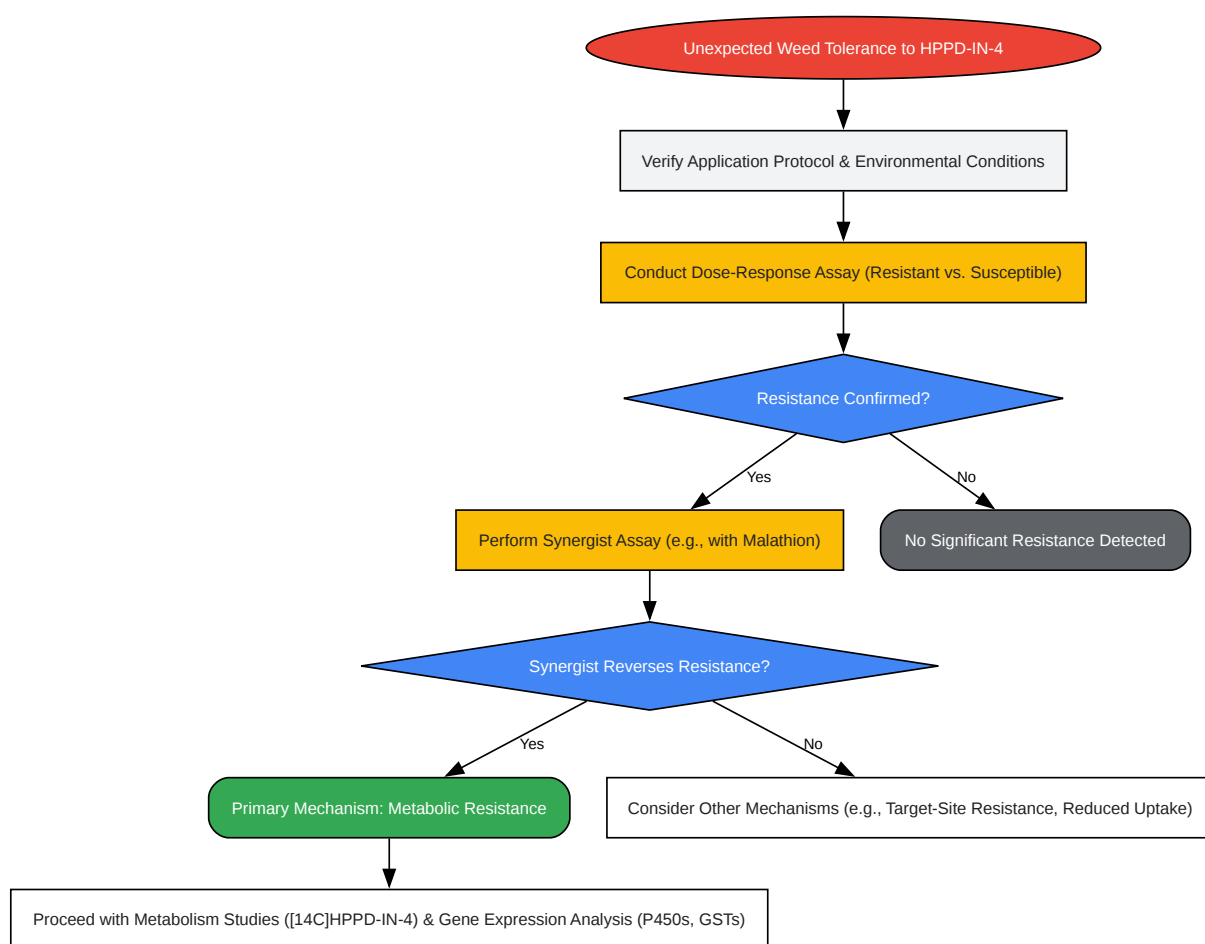 Unexpected Weed Tolerance to HPPD-IN-4
Verify Application Protocol & Environmental Conditions
Conduct Dose-Response Assay (Resistant vs. Susceptible)
Resistance Confirmed?
Yes
No
Perform Synergist Assay (e.g., with Malathion)
No Significant Resistance Detected
Synergist Reverses Resistance?
Yes
No
Primary Mechanism: Metabolic Resistance
Consider Other Mechanisms (e.g., Target-Site Resistance, Reduced Uptake)
Proceed with Metabolism Studies ([14C]HPPD-IN-4) & Gene Expression Analysis (P450s, GSTs)